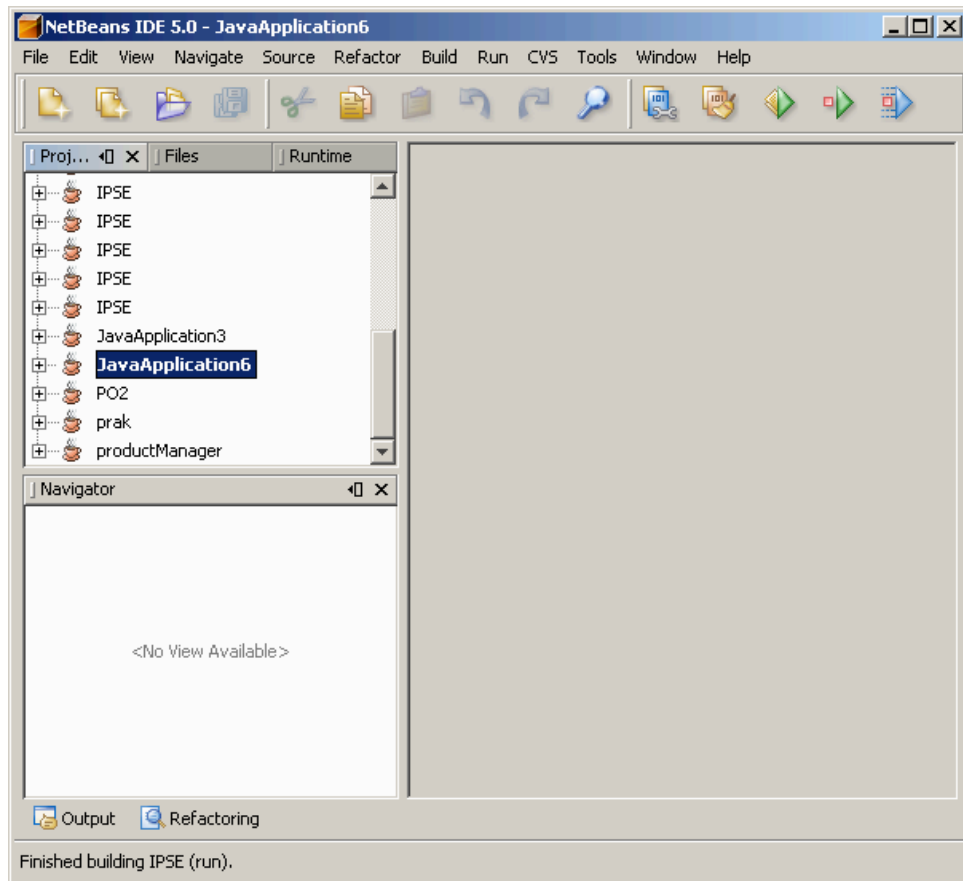 NetBeans IDE 5.0 - JavaApplication6
File Edit View Navigate Source Refactor Build Run CVS Tools Window Help
Proj... Files Runtime
IPSE
IPSE
IPSE
IPSE
IPSE
JavaApplication3
JavaApplication6
PO2
prak
productManager
Navigator
<No View Available>
Output Refactoring
Finished building IPSE (run).